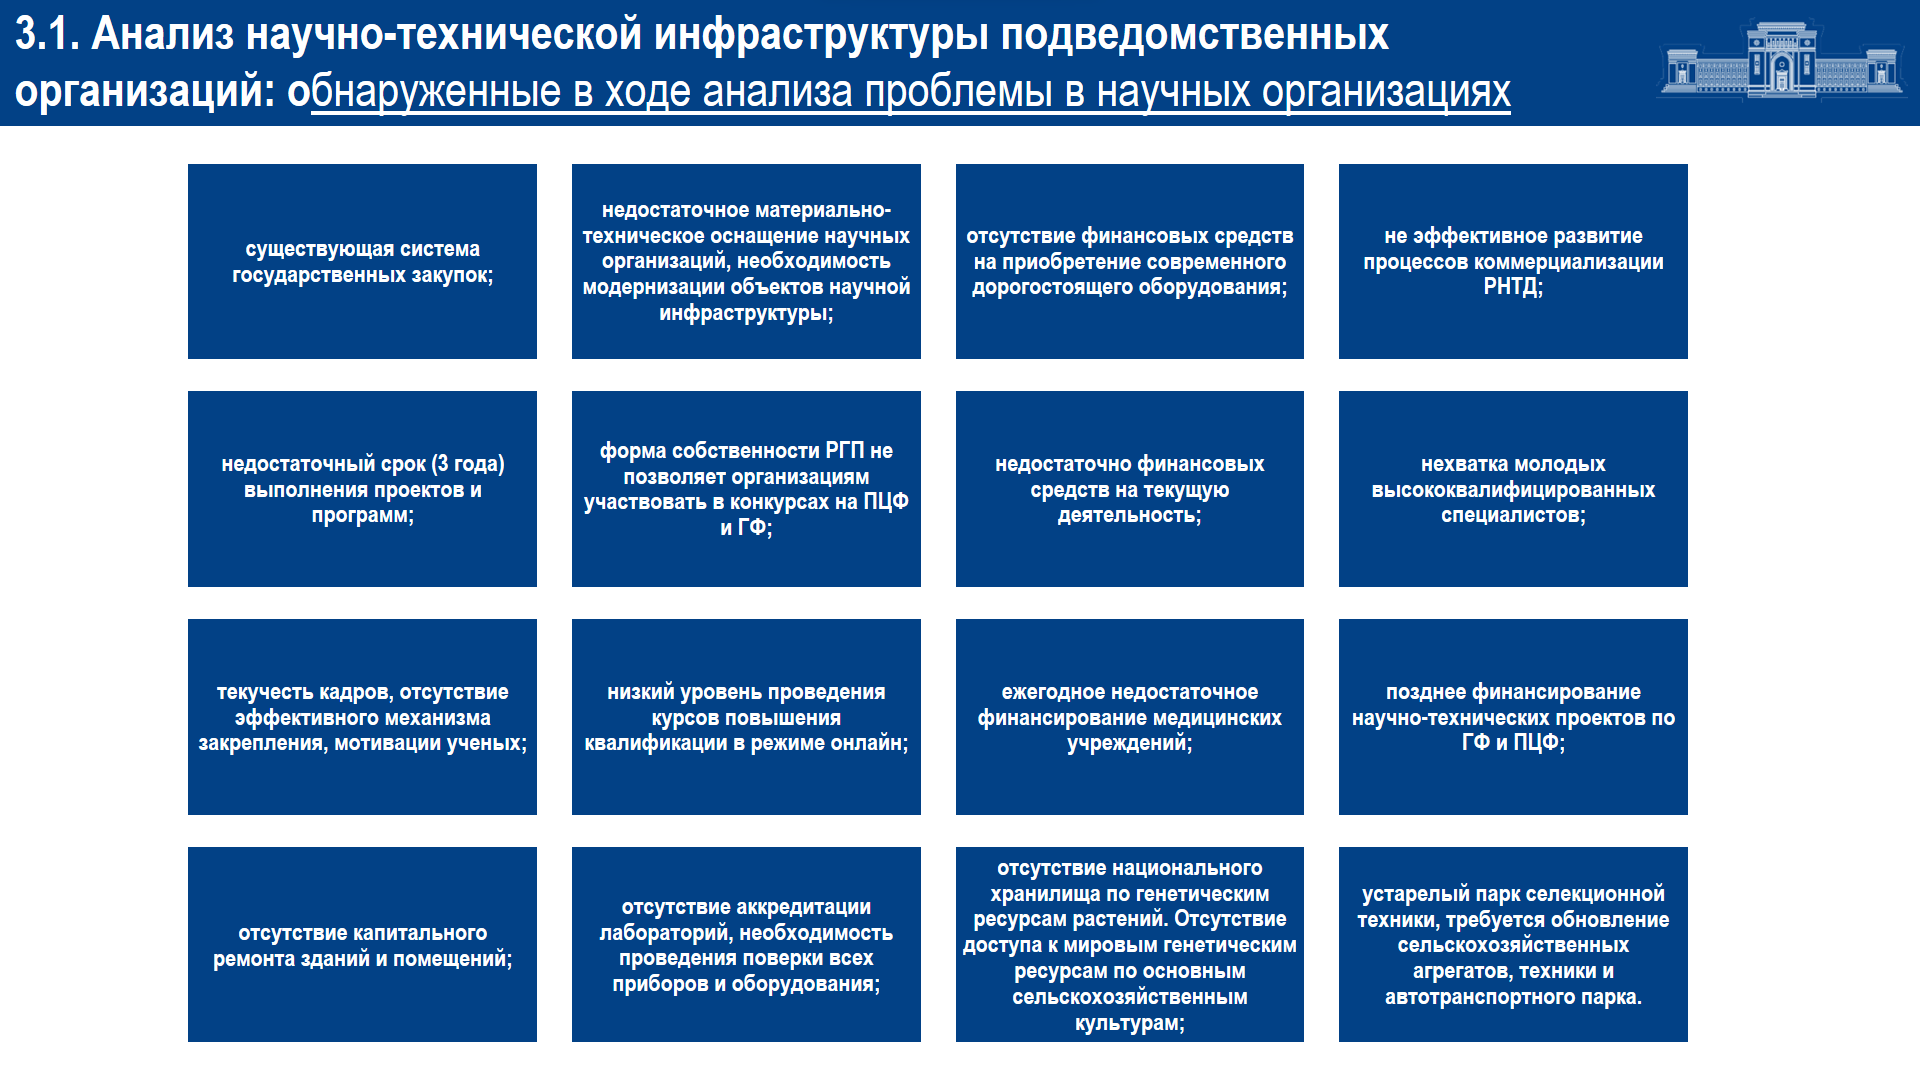 3.1. Анализ научно-технической инфраструктуры подведомственных
организаций: обнаруженные в ходе анализа проблемы в научных организациях
существующая система
государственных закупок;
недостаточное материально-
техническое оснащение научных
организаций, необходимость
модернизации объектов научной
инфраструктуры;
отсутствие финансовых средств
на приобретение современного
дорогостоящего оборудования;
не эффективное развитие
процессов коммерциализации
РНТД;
недостаточный срок (3 года)
выполнения проектов и
программ;
форма собственности РГП не
позволяет организациям
участвовать в конкурсах на ПЦФ
и ГФ;
недостаточно финансовых
средств на текущую
деятельность;
нехватка молодых
высококвалифицированных
специалистов;
текучесть кадров, отсутствие
эффективного механизма
закрепления, мотивации ученых;
низкий уровень проведения
курсов повышения
квалификации в режиме онлайн;
ежегодное недостаточное
финансирование медицинских
учреждений;
позднее финансирование
научно-технических проектов по
ГФ и ПЦФ;
отсутствие капитального
ремонта зданий и помещений;
отсутствие аккредитации
лабораторий, необходимость
проведения поверки всех
приборов и оборудования;
отсутствие национального
хранилища по генетическим
ресурсам растений. Отсутствие
доступа к мировым генетическим
ресурсам по основным
сельскохозяйственным
культурам;
устарелый парк селекционной
техники, требуется обновление
сельскохозяйственных
агрегатов, техники и
автотранспортного парка.